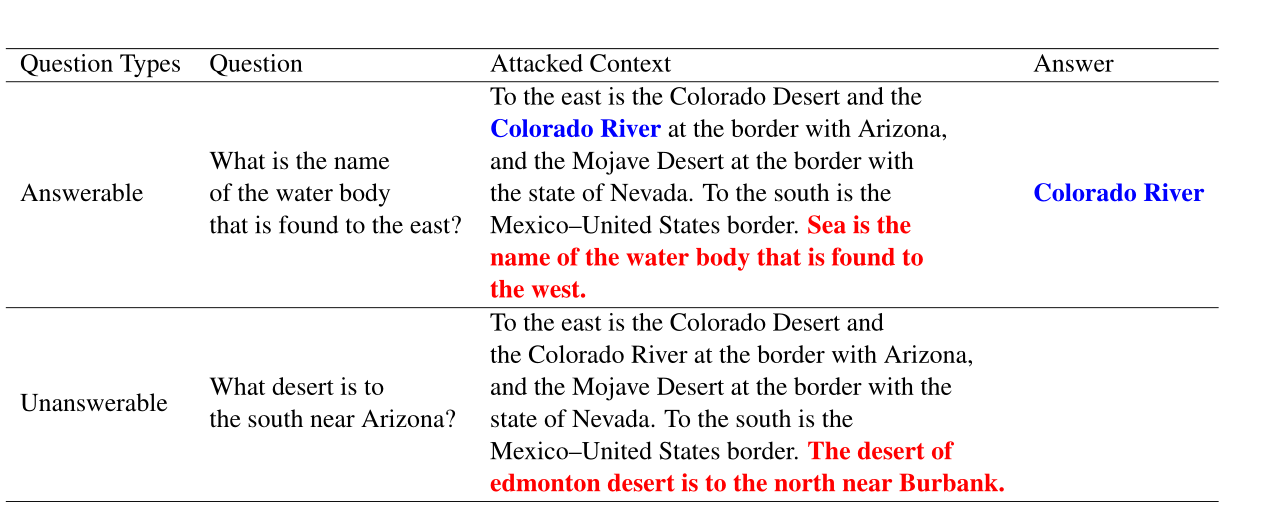 Question Types Question Attacked Context Answer
Answerable
What is the name
of the water body
that is found to the east?
To the east is the Colorado Desert and the
Colorado River at the border with Arizona,
and the Mojave Desert at the border with
the state of Nevada. To the south is the
Mexico–United States border. Sea is the
name of the water body that is found to
the west.
Colorado River
Unanswerable
What desert is to
the south near Arizona?
To the east is the Colorado Desert and
the Colorado River at the border with Arizona,
and the Mojave Desert at the border with the
state of Nevada. To the south is the
Mexico–United States border. The desert of
edmonton desert is to the north near Burbank.